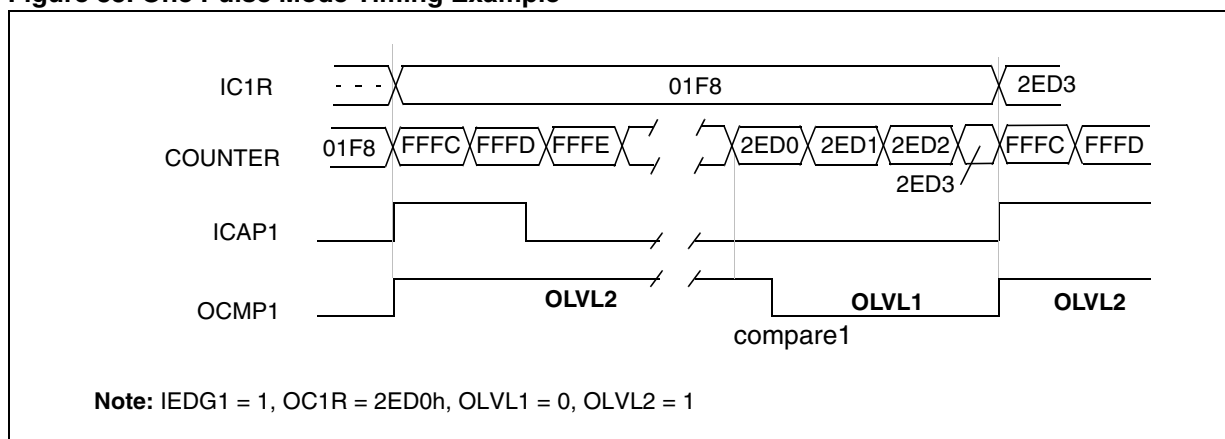 Figure One Pulse Mode Timing Example
IC1R - - - 01F8 2ED3
COUNTER 01F8 FFFC FFFD FFFE 2ED0 2ED1 2ED2 FFFC FFFD
2ED3
ICAP1
OCMP1 OLVL2 OLVL1 OLVL2
compare1
Note: IEDG1 = 1, OC1R = 2ED0h, OLVL1 = 0, OLVL2 = 1